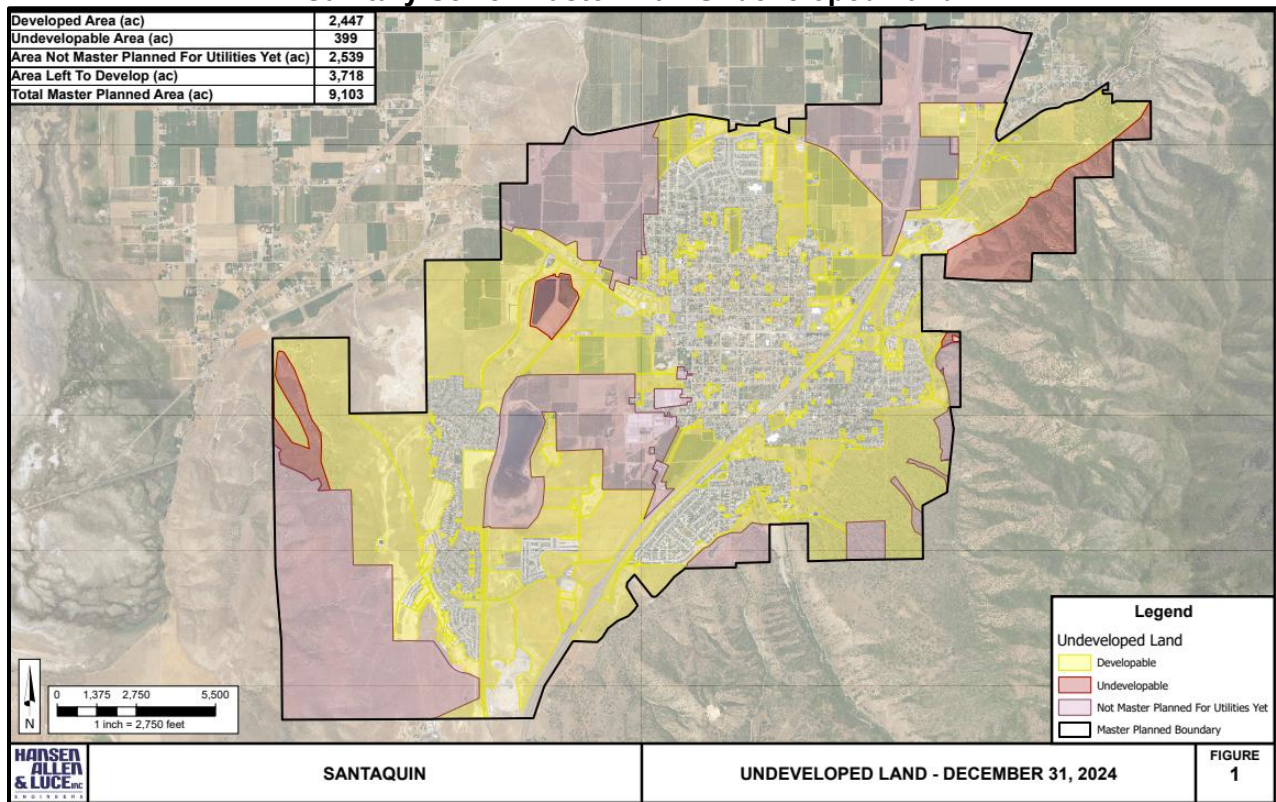 Developed Area (ac) 2,447
Undevelopable Area (ac) 399
Area Not Master Planned For Utilities Yet (ac) 2,539
Area Left To Develop (ac) 3,718
Total Master Planned Area (ac) 9,103
Legend
Undeveloped Land
Developable
Undevelopable
Not Master Planned For Utilities Yet
Master Planned Boundary
N
0 1,375 2,750 5,500
1 inch = 2,750 feet
HANSEN
ALLEN
& LUCE INC
ENGINEERS
SANTAQUIN
UNDEVELOPED LAND - DECEMBER 31, 2024
FIGURE
1